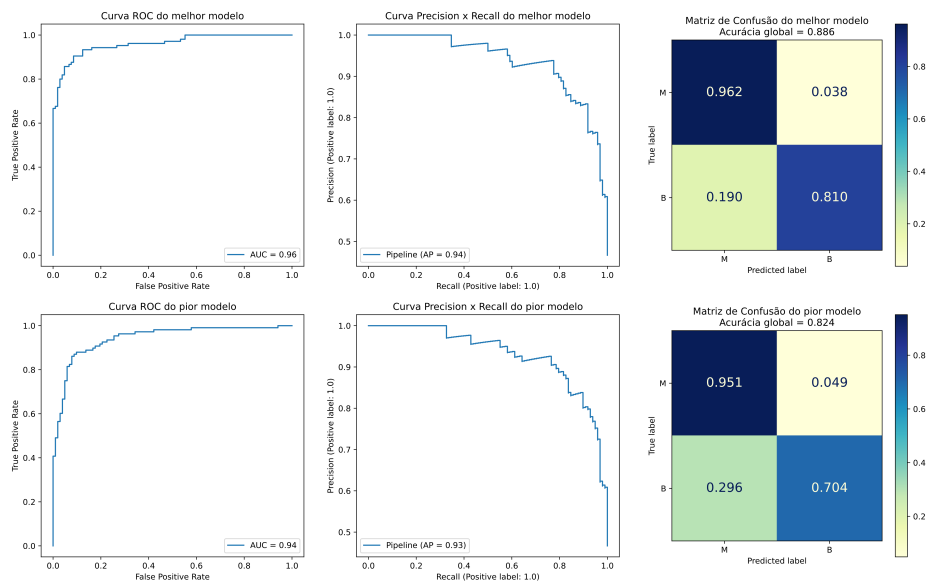 Curva ROC do melhor modelo
True Positive Rate
1.0
0.8
0.6
0.4
0.2
0.0
AUC = 0.96
0.0 0.2 0.4 0.6 0.8 1.0
False Positive Rate
Curva Precision x Recall do melhor modelo
Precision (Positive label: 1.0)
1.0
0.9
0.8
0.7
0.6
0.5
Pipeline (AP = 0.94)
0.0 0.2 0.4 0.6 0.8 1.0
Recall (Positive label: 1.0)
Matriz de Confusão do melhor modelo
Acurácia global = 0.886
True label
M
0.962 0.038
B
0.190 0.810
M B
Predicted label
0.8
0.6
0.4
0.2
Curva ROC do pior modelo
True Positive Rate
1.0
0.8
0.6
0.4
0.2
0.0
AUC = 0.94
0.0 0.2 0.4 0.6 0.8 1.0
False Positive Rate
Curva Precision x Recall do pior modelo
Precision (Positive label: 1.0)
1.0
0.9
0.8
0.7
0.6
0.5
Pipeline (AP = 0.93)
0.0 0.2 0.4 0.6 0.8 1.0
Recall (Positive label: 1.0)
Matriz de Confusão do pior modelo
Acurácia global = 0.824
True label
M
0.951 0.049
B
0.296 0.704
M B
Predicted label
0.8
0.6
0.4
0.2